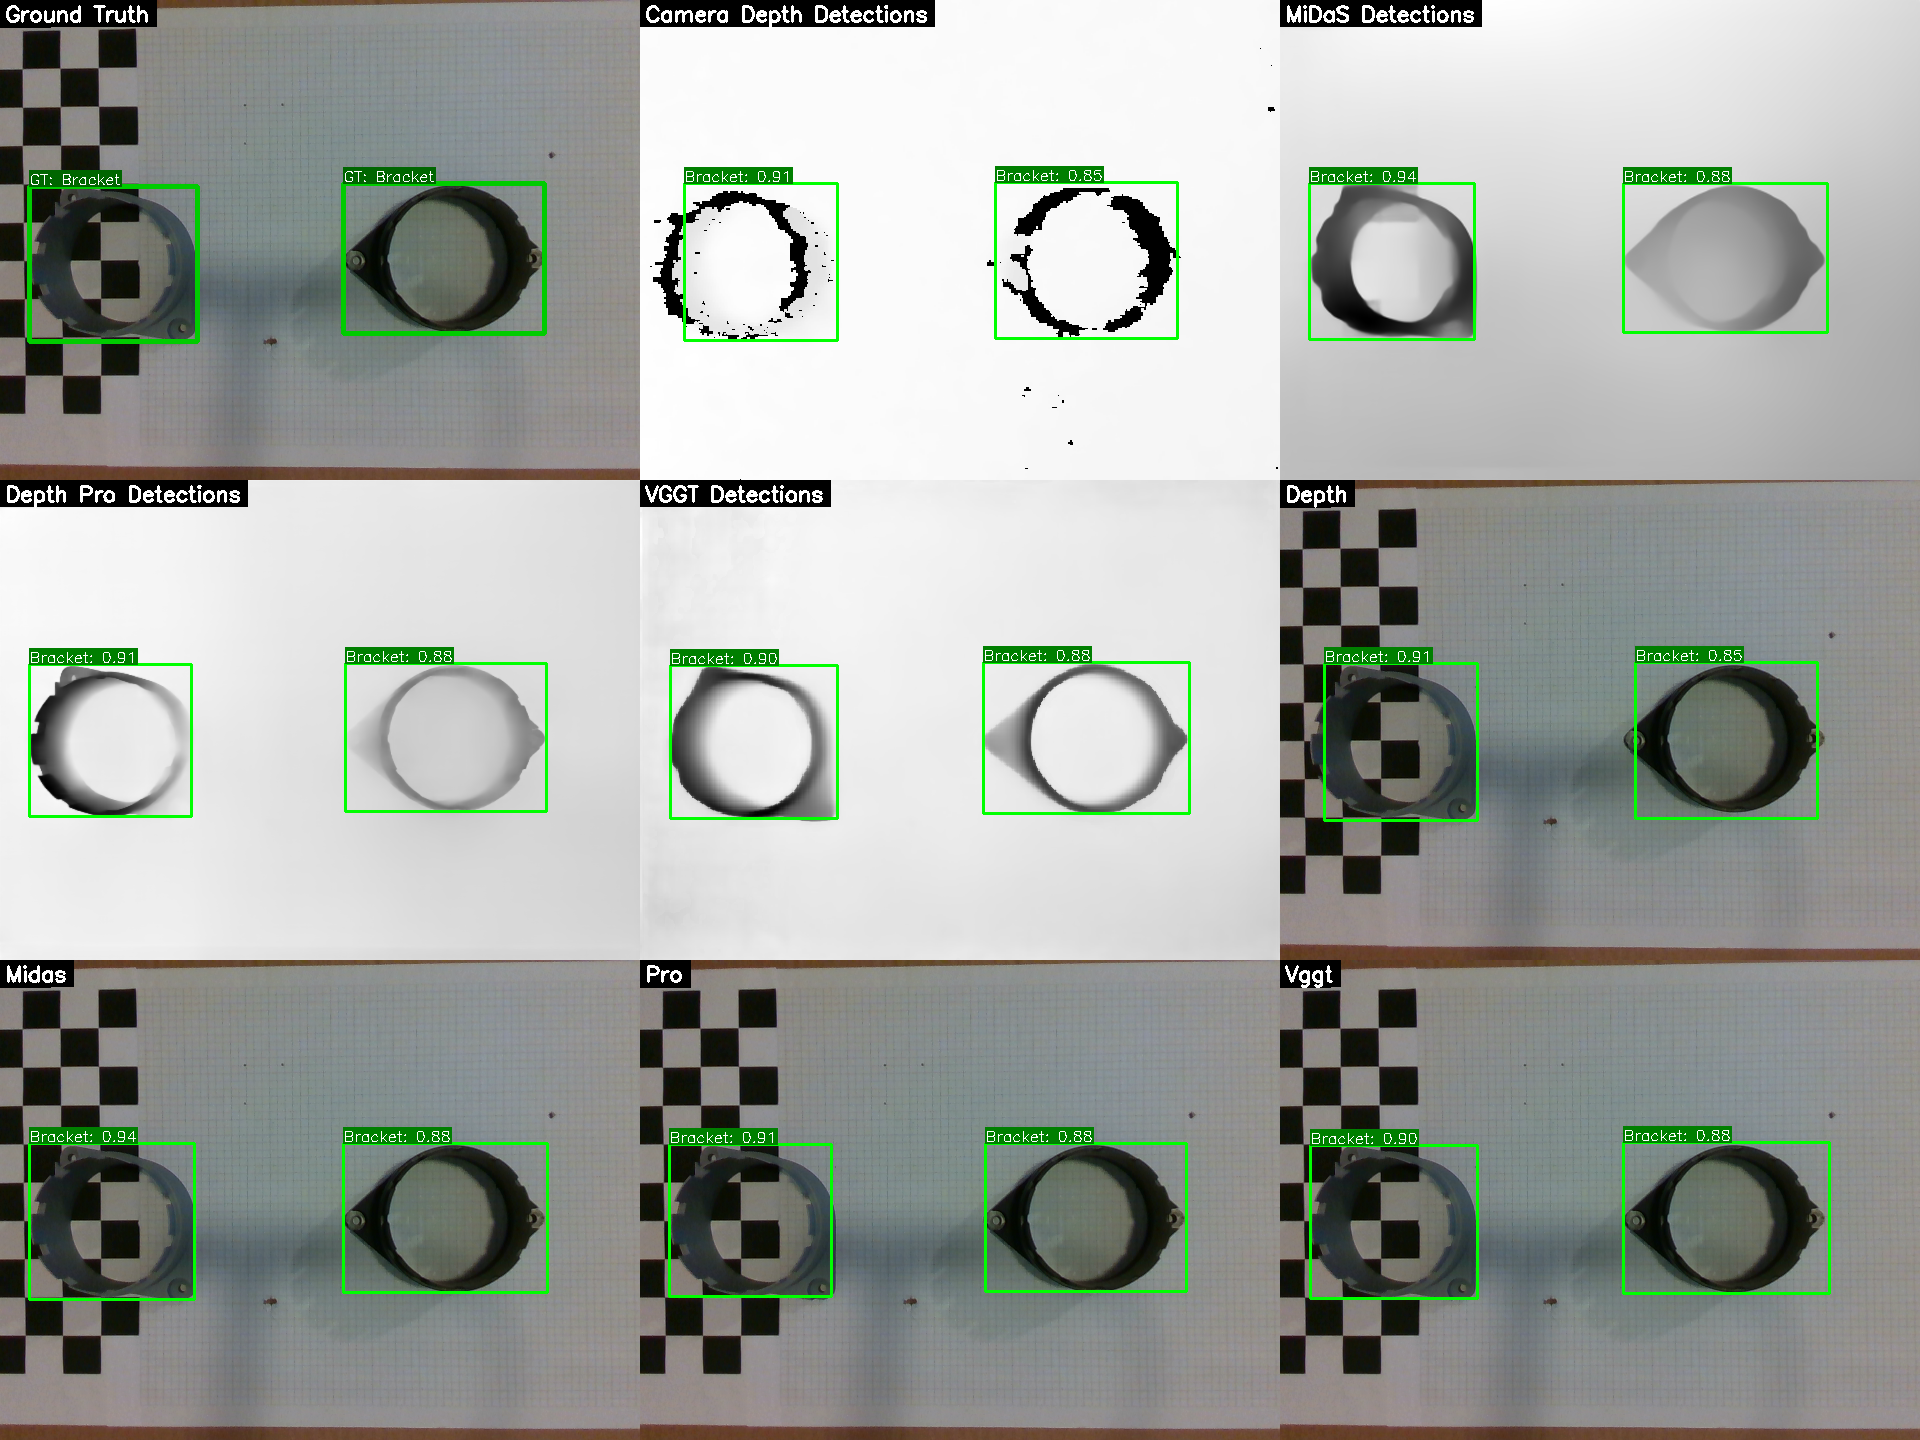 Ground Truth
GT: Bracket
GT: Bracket
Camera Depth Detections
Bracket: 0.91
Bracket: 0.85
MiDaS Detections
Bracket: 0.94
Bracket: 0.88
Depth Pro Detections
Bracket: 0.91
Bracket: 0.88
VGGT Detections
Bracket: 0.90
Bracket: 0.88
Depth
Bracket: 0.91
Bracket: 0.85
Midas
Bracket: 0.94
Bracket: 0.88
Pro
Bracket: 0.91
Bracket: 0.88
Vggt
Bracket: 0.90
Bracket: 0.88